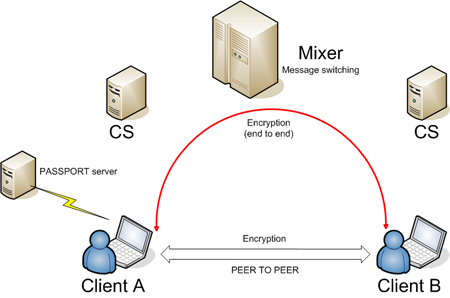 Mixer
Message switching
CS
CS
Encryption
(end to end)
PASSPORT server
Encryption
PEER TO PEER
Client A
Client B